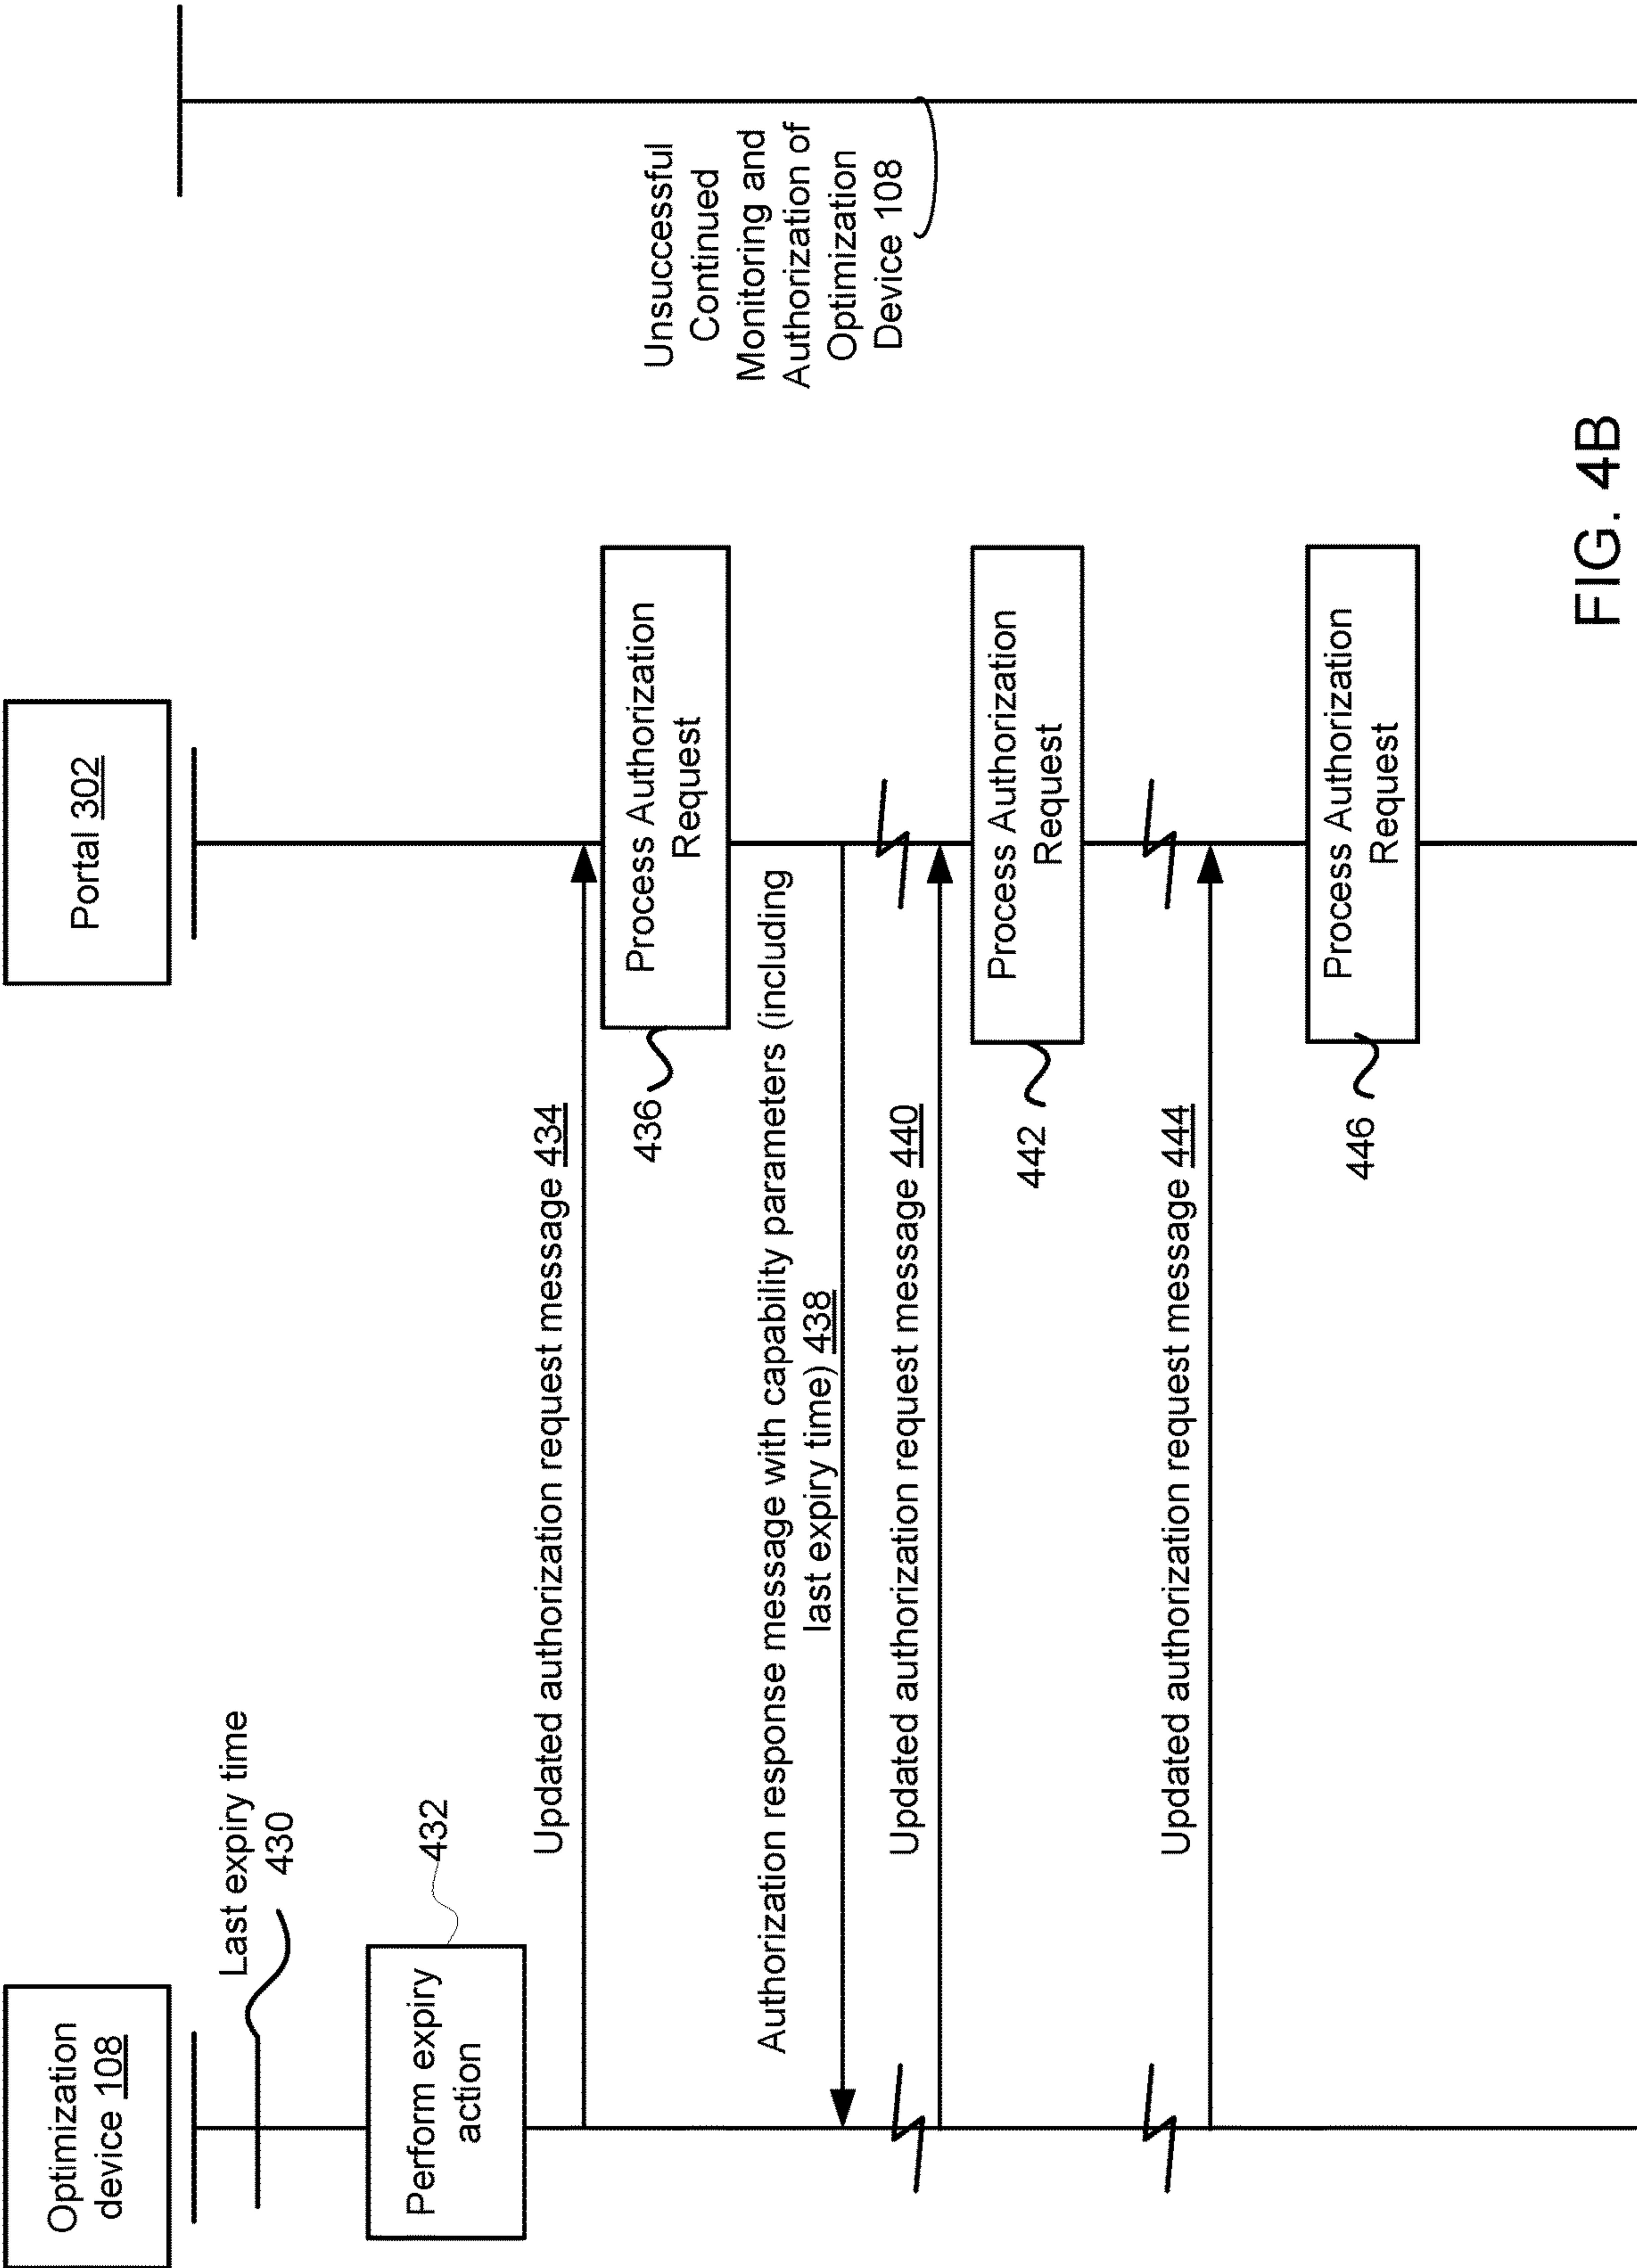 Optimization
device 108
Portal 302
Last expiry time
430
Perform expiry
action
432
Updated authorization request message 434
Process Authorization
Request
436
Authorization response message with capability parameters (including
last expiry time) 438
Updated authorization request message 440
Process Authorization
Request
442
Updated authorization request message 444
Process Authorization
Request
446
Unsuccessful
Continued
Monitoring and
Authorization of
Optimization
Device 108
FIG. 4B